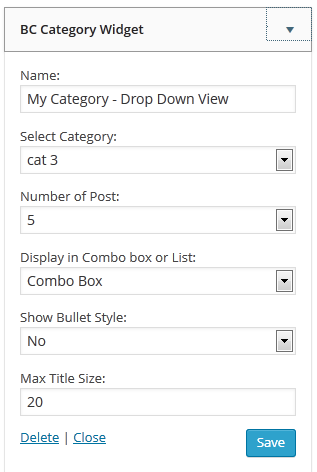 BC Category Widget
Name:
My Category - Drop Down View
Select Category:
cat 3
Number of Post:
5
Display in Combo box or List:
Combo Box
Show Bullet Style:
No
Max Title Size:
20
Delete | Close
Save